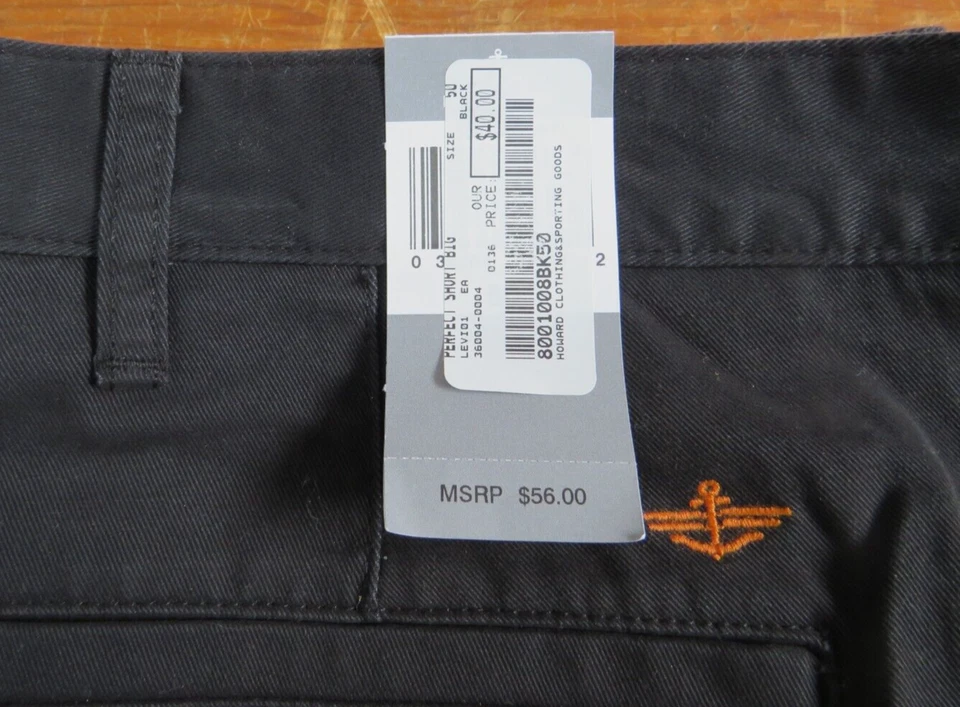 PERFECT SHORT BIG SIZE 50
LEVI01 EA BLACK
36004-0004
0136
OUR
PRICE:
$40.00
8001008BK50
HOWARD CLOTHING&SPORTING GOODS
0 3
2
MSRP $56.00